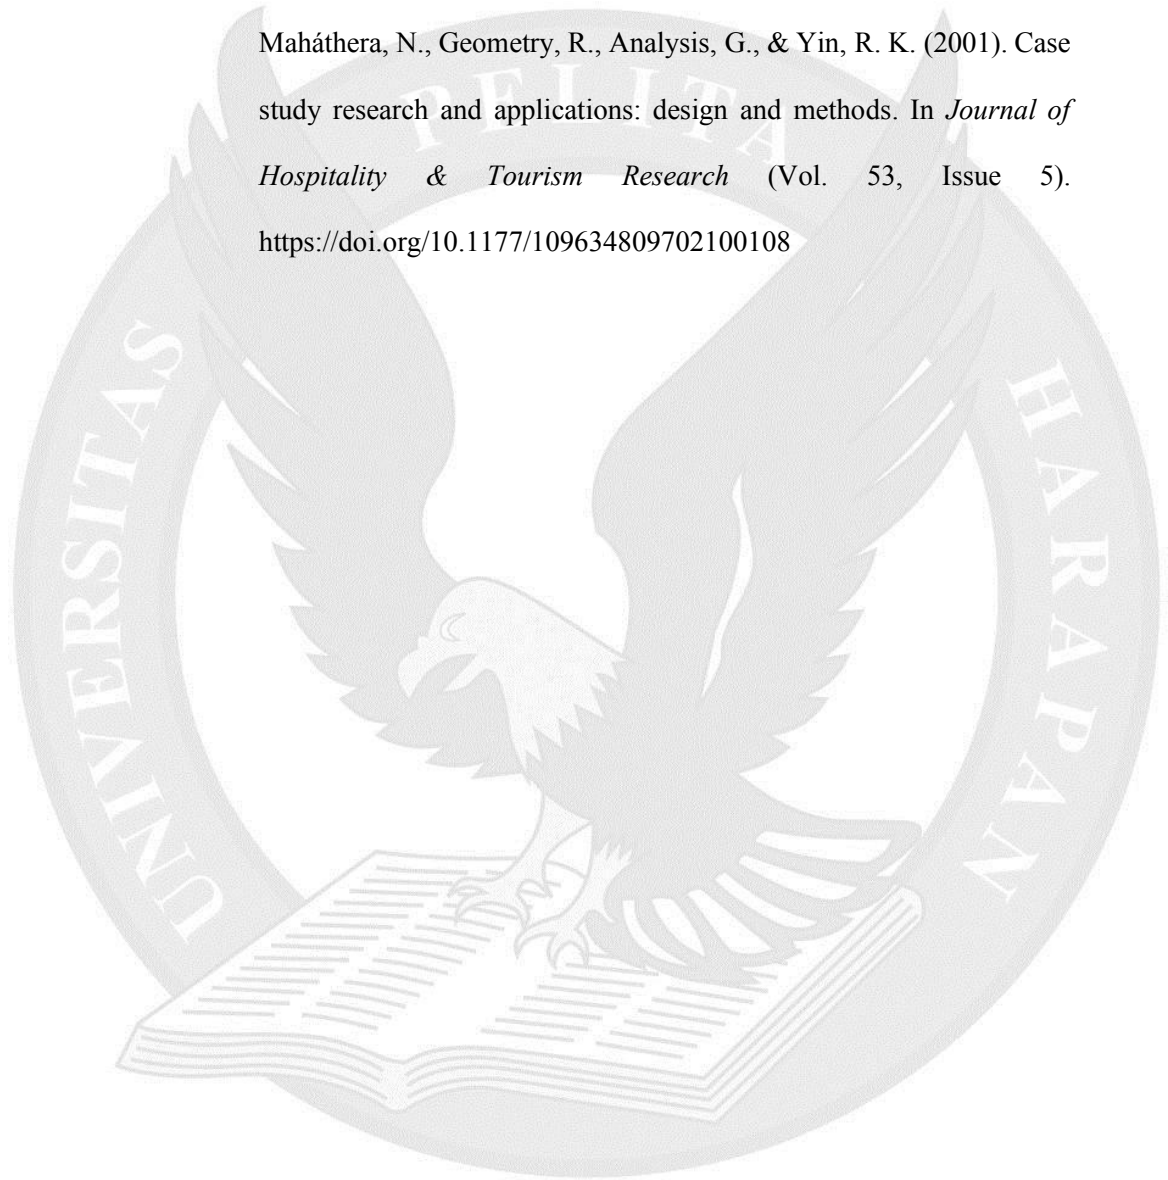 Maháthera, N., Geometry, R., Analysis, G., & Yin, R. K. (2001). Case
study research and applications: design and methods. In Journal of
Hospitality & Tourism Research (Vol. 53, Issue 5).
https://doi.org/10.1177/109634809702100108
UNIVERSITAS PELITA HARAPAN